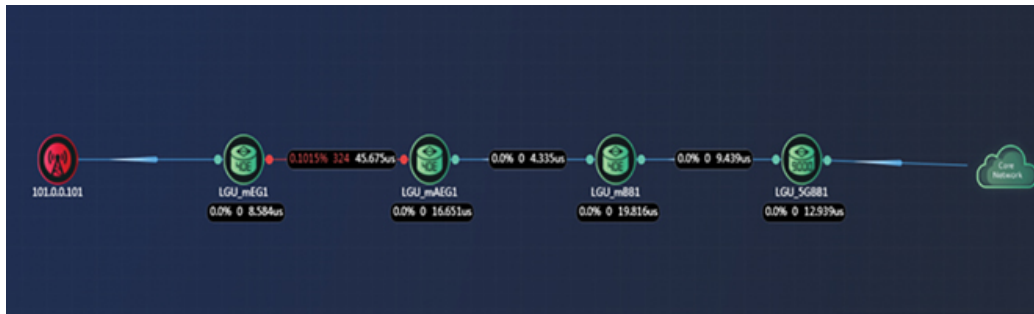 0.1015% 324 45.675us
0.0% 0 4.335us
0.0% 0 9.439us
Core
Network
101.0.0.101
LGU_mEG1
LGU_mAEG1
LGU_mBB1
LGU_5GBB1
0.0% 0 8.584us
0.0% 0 16.651us
0.0% 0 19.816us
0.0% 0 12.939us